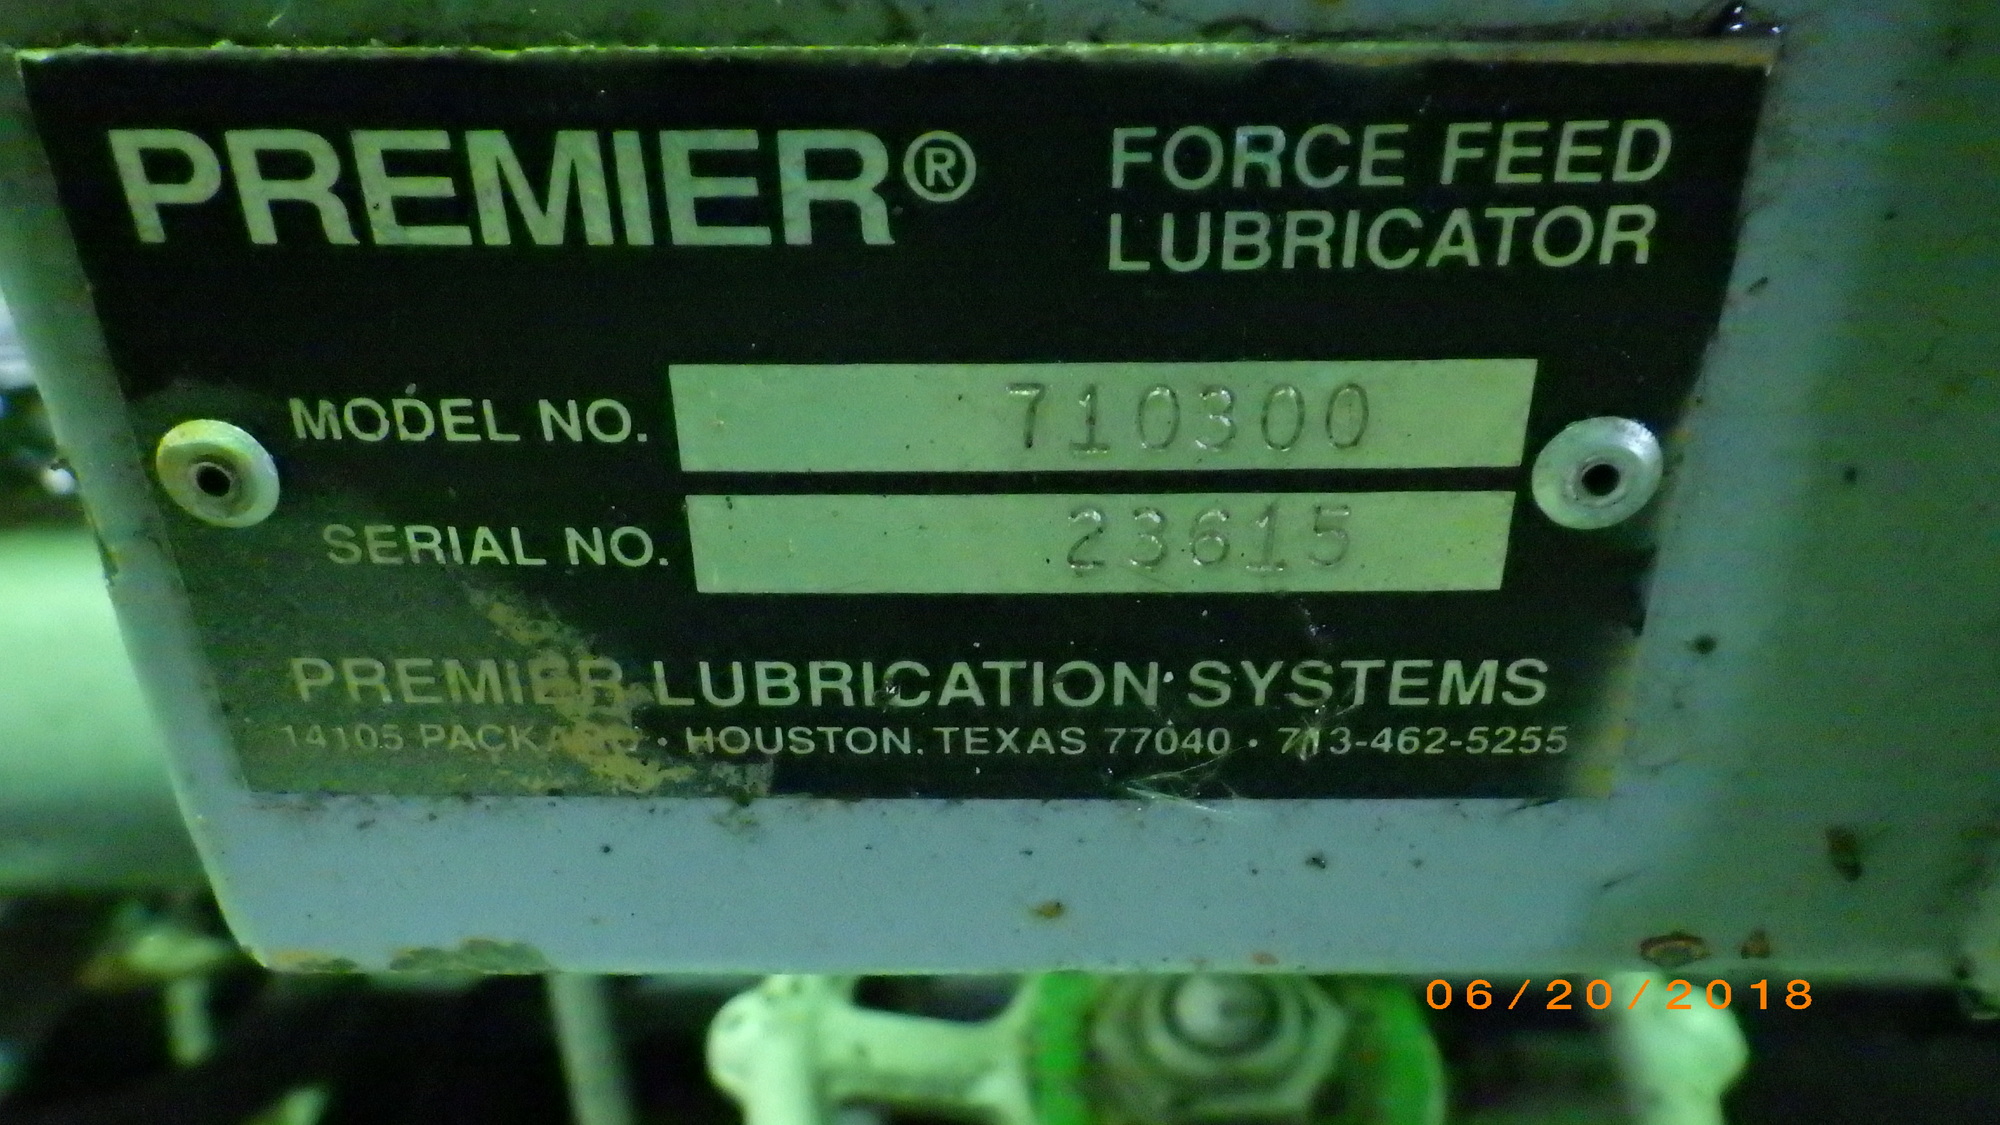 PREMIER®
FORCE FEED
LUBRICATOR
MODEL NO. 710300
SERIAL NO. 23615
PREMIER LUBRICATION SYSTEMS
14105 PACKARD • HOUSTON, TEXAS 77040 • 713-462-5255
06/20/2018